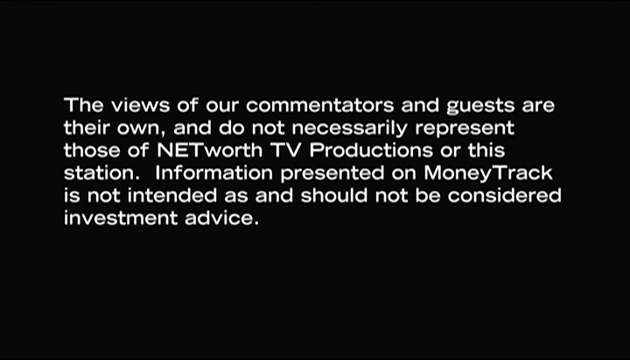 The views of our commentators and guests are
their own, and do not necessarily represent
those of NETworth TV Productions or this
station.  Information presented on MoneyTrack
is not intended as and should not be considered
investment advice.